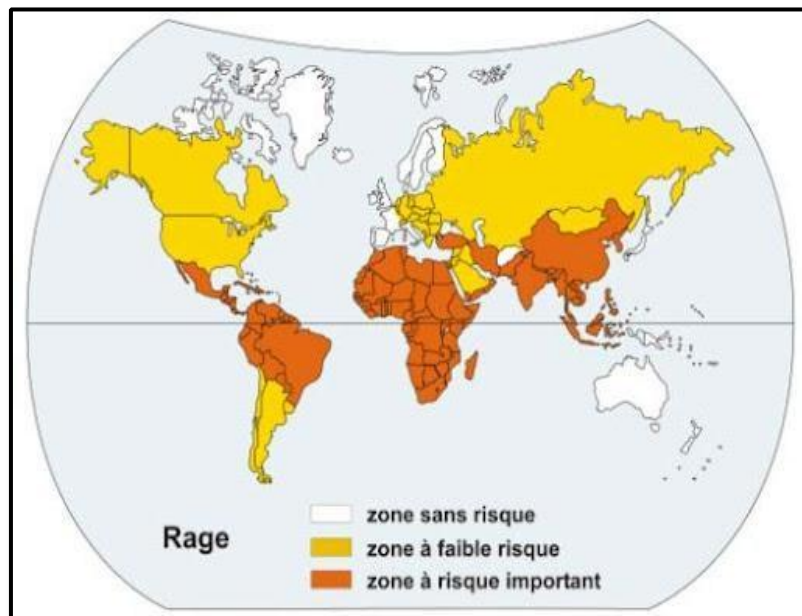 Rage
zone sans risque
zone à faible risque
zone à risque important